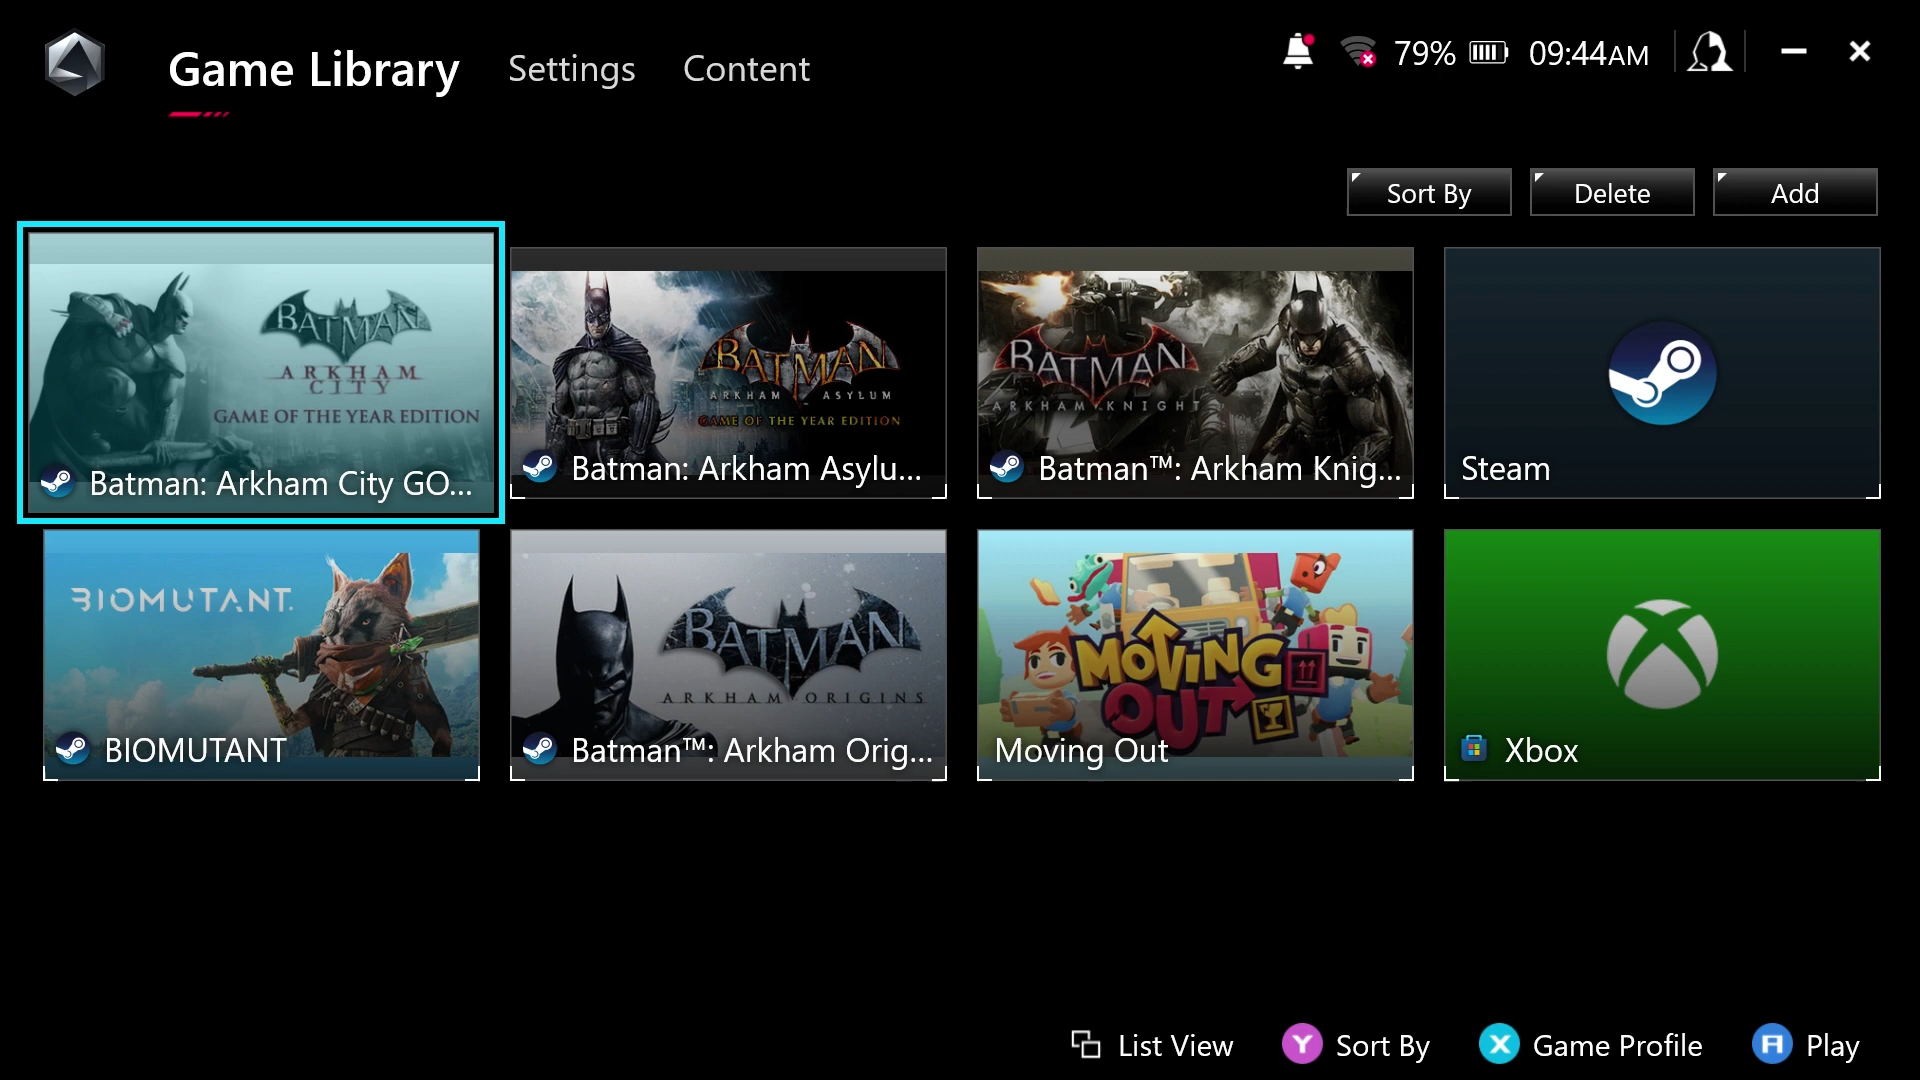 Game Library
Settings
Content
79%
09:44AM
Sort By
Delete
Add
BATMAN
ARKHAM
CITY
GAME OF THE YEAR EDITION
Batman: Arkham City GO...
BATMAN
ARKHAM ASYLUM
GAME OF THE YEAR EDITION
Batman: Arkham Asylu...
BATMAN
ARKHAM KNIGHT
Batman™: Arkham Knig...
Steam
BIOMUTANT.
BIOMUTANT
BATMAN
ARKHAM ORIGINS
Batman™: Arkham Orig...
MOVING
OUT
Moving Out
Xbox
List View
Y Sort By
X Game Profile
A Play